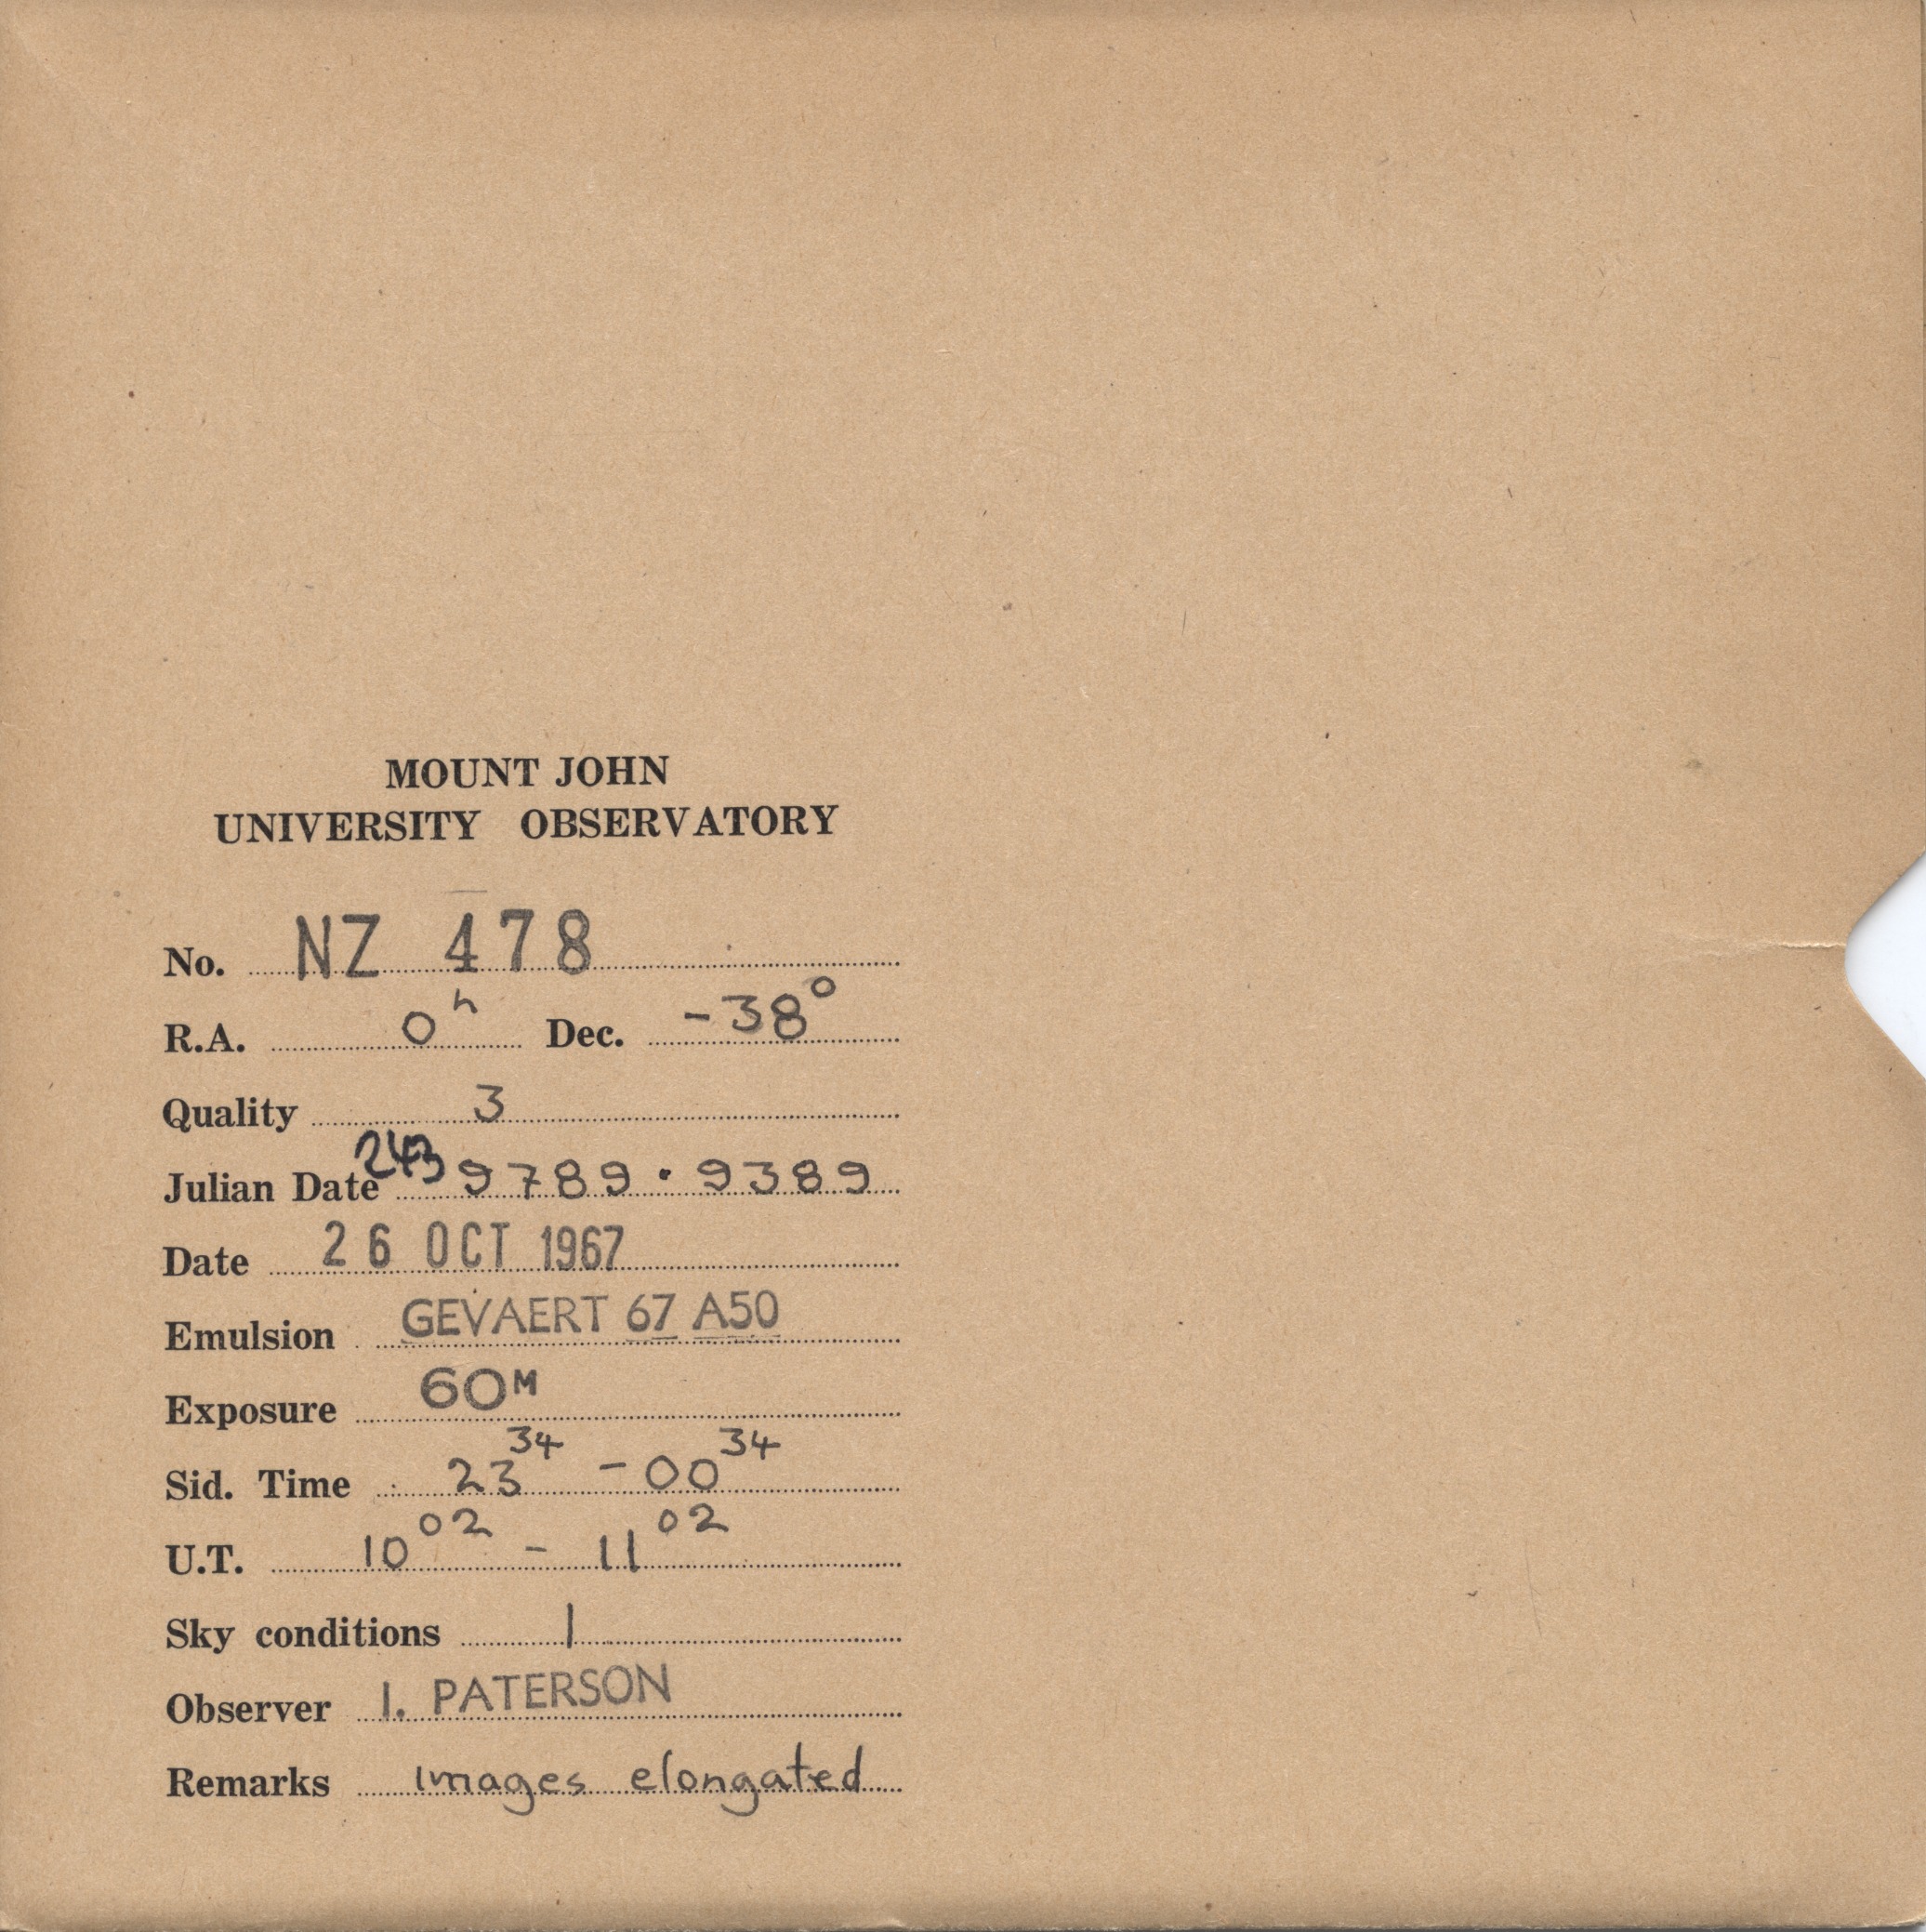 MOUNT JOHN
UNIVERSITY OBSERVATORY
No. NZ 478
R.A. 0h Dec. -38°
Quality 3
Julian Date 2439789.9389
Date 26 OCT 1967
Emulsion GEVAERT 67 A50
Exposure 60M
Sid. Time 23 34 - 00 34
U.T. 10 02 - 11 02
Sky conditions 1
Observer I. PATERSON
Remarks Images elongated